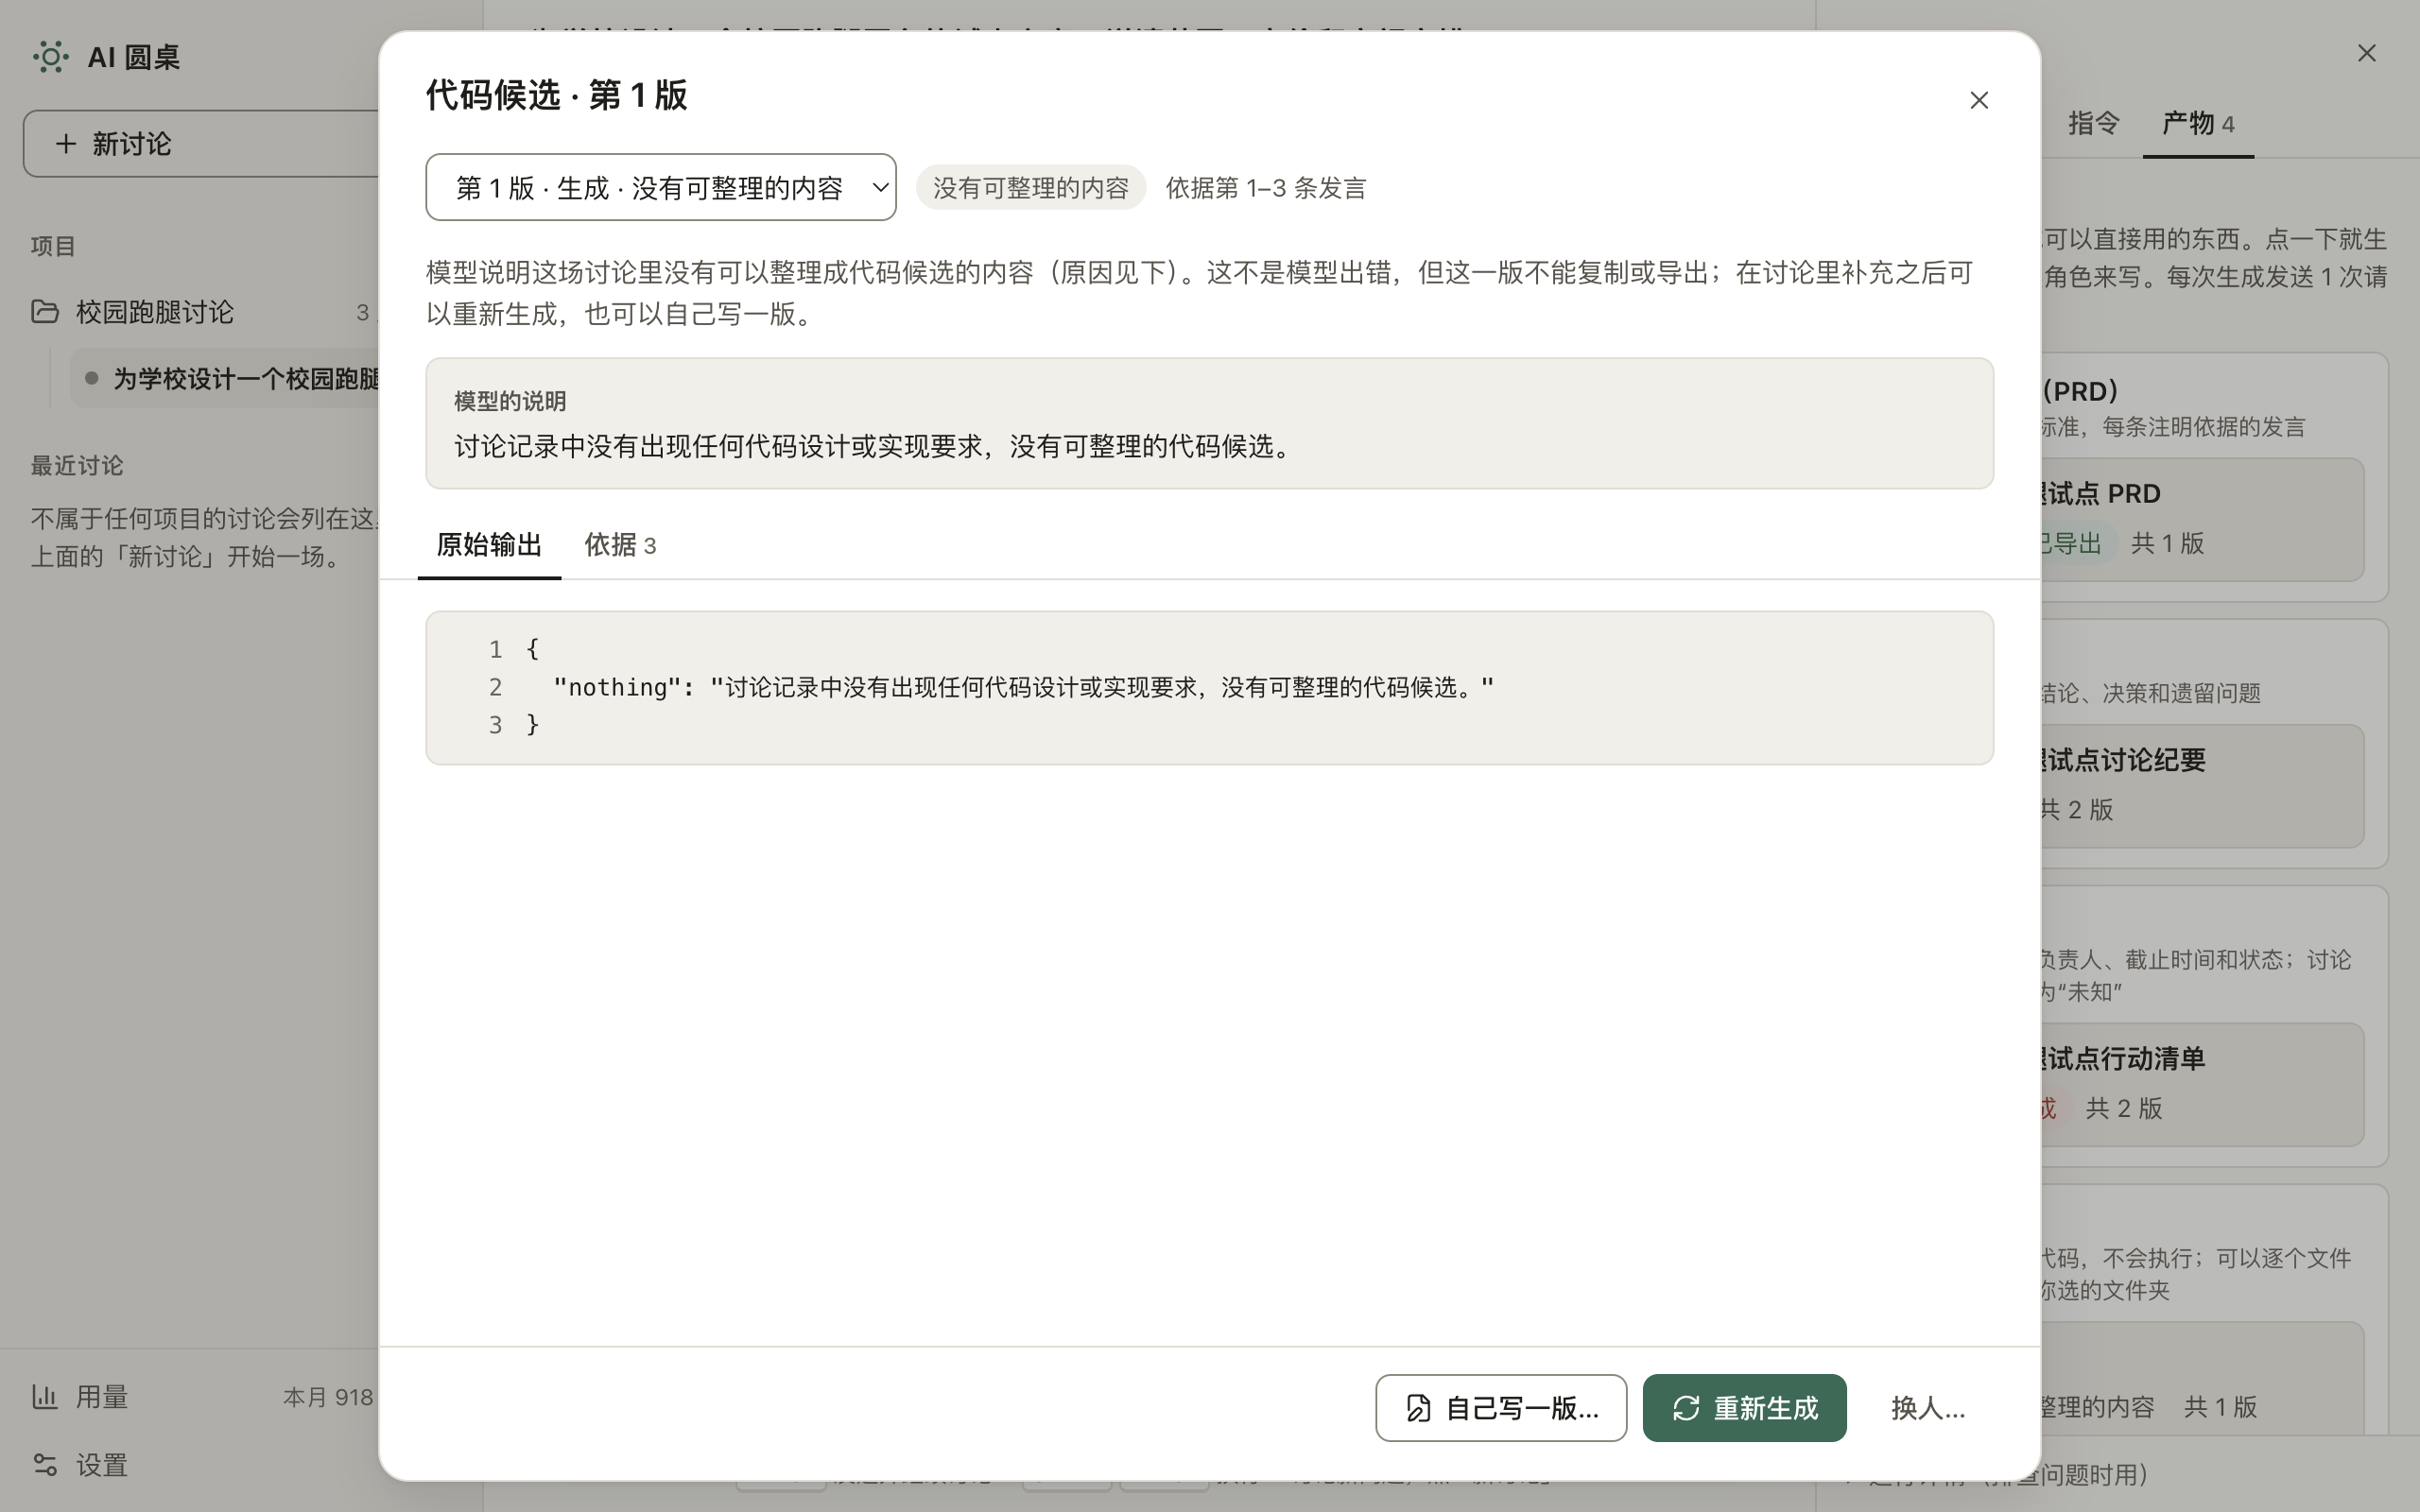 AI 圆桌
新讨论
项目
校园跑腿讨论
3
为学校设计一个校园跑腿
最近讨论
不属于任何项目的讨论会列在这
上面的「新讨论」开始一场。
用量
本月 918
设置
代码候选 · 第 1 版
第 1 版 · 生成 · 没有可整理的内容
没有可整理的内容
依据第 1–3 条发言
模型说明这场讨论里没有可以整理成代码候选的内容（原因见下）。这不是模型出错，但这一版不能复制或导出；在讨论里补充之后可
以重新生成，也可以自己写一版。
模型的说明
讨论记录中没有出现任何代码设计或实现要求，没有可整理的代码候选。
原始输出
依据 3
1 {
2 "nothing": "讨论记录中没有出现任何代码设计或实现要求，没有可整理的代码候选。"
3 }
自己写一版...
重新生成
换人...
指令
产物 4
可以直接用的东西。点一下就生
角色来写。每次生成发送 1 次请
(PRD)
标准，每条注明依据的发言
试点 PRD
已导出
共 1 版
结论、决策和遗留问题
试点讨论纪要
共 2 版
负责人、截止时间和状态；讨论
为“未知”
试点行动清单
成
共 2 版
代码，不会执行；可以逐个文件
你选的文件夹
整理的内容
共 1 版
问题时用）